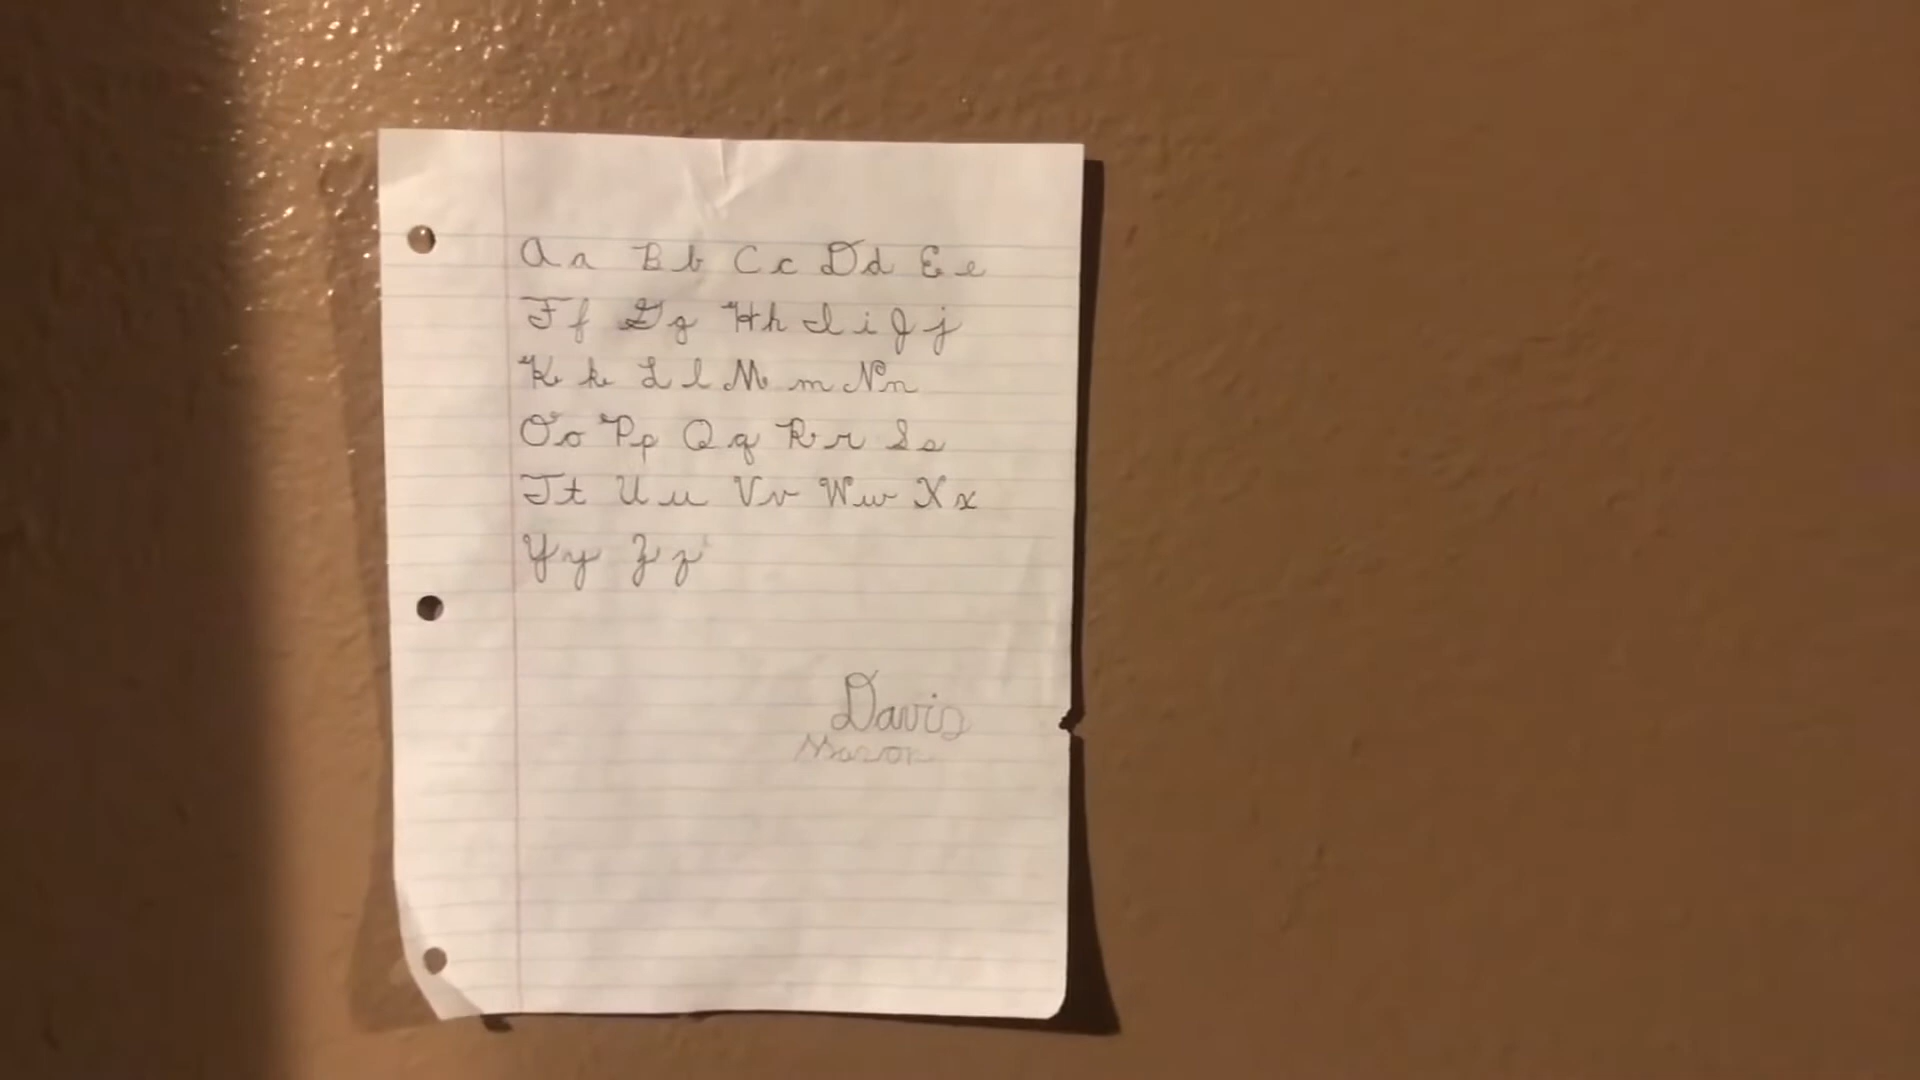 Aa Bb Cc Dd Ee
Ff Gg Hh Ii Jj
Kk Ll Mm Nn
Oo Pp Qq Rr Ss
Tt Uu Vv Ww Xx
Yy Zz
Davis
Mason